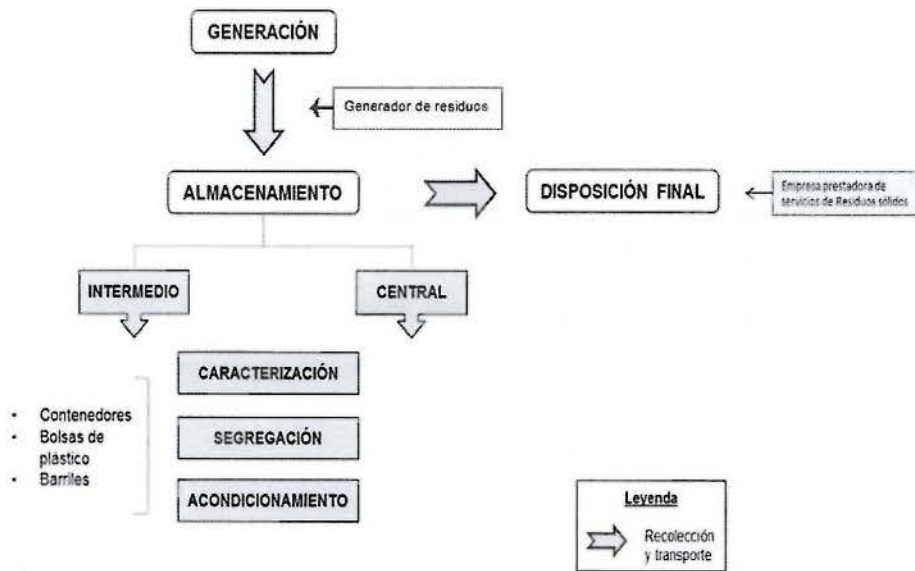 GENERACIÓN
Generador de residuos
ALMACENAMIENTO
DISPOSICIÓN FINAL
Empresa prestadora de
servicios de Residuos sólidos
INTERMEDIO
CENTRAL
CARACTERIZACIÓN
• Contenedores
• Bolsas de
plástico
• Barriles
SEGREGACIÓN
ACONDICIONAMIENTO
Leyenda
Recolección
y transporte